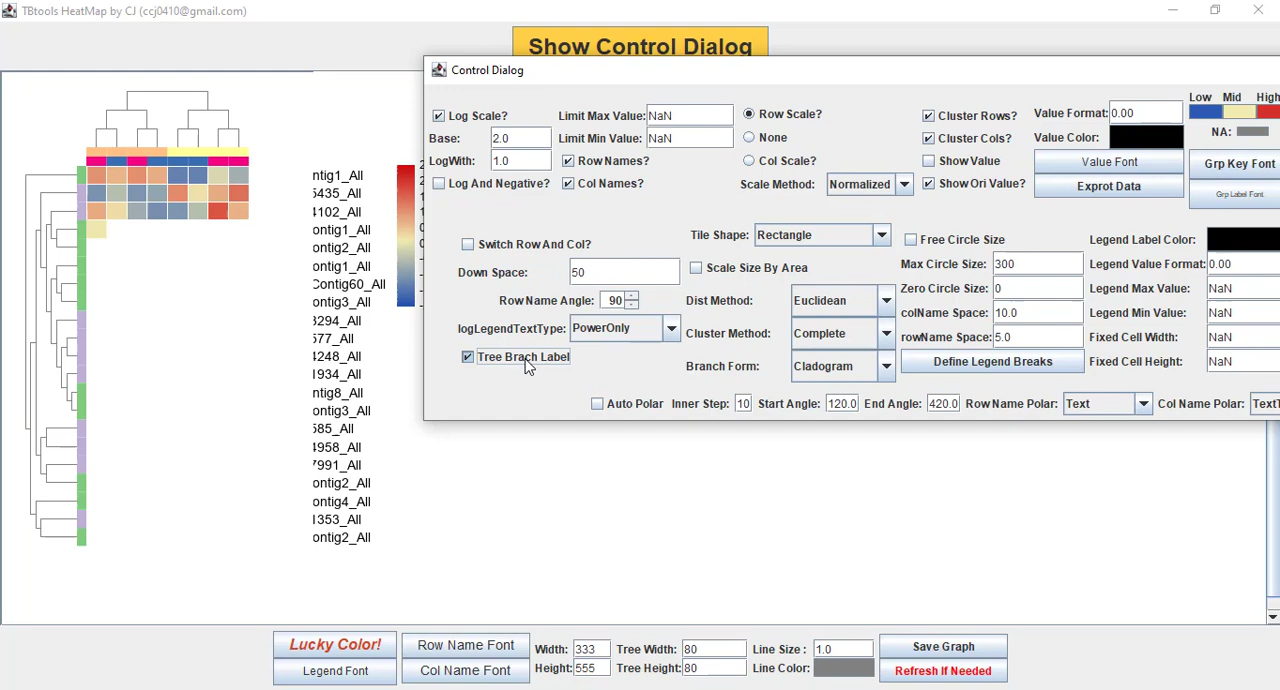 TBtools HeatMap by CJ (ccj0410@gmail.com)
Show Control Dialog
Control Dialog
Log Scale? Limit Max Value: NaN Row Scale? Cluster Rows? Value Format: 0.00 Low Mid High
Base: 2.0 Limit Min Value: NaN None Cluster Cols? Value Color: NA:
LogWith: 1.0 Row Names? Col Scale? Show Value Value Font Grp Key Font
Log And Negative? Col Names? Scale Method: Normalized Show Ori Value? Exprot Data Grp Label Font
Switch Row And Col? Tile Shape: Rectangle Free Circle Size Legend Label Color:
Down Space: 50 Scale Size By Area Max Circle Size: 300 Legend Value Format: 0.00
Row Name Angle: 90 Dist Method: Euclidean Zero Circle Size: 0 Legend Max Value: NaN
logLegendTextType: PowerOnly Cluster Method: Complete colName Space: 10.0 Legend Min Value: NaN
Tree Brach Label rowName Space: 5.0 Fixed Cell Width: NaN
Branch Form: Cladogram Define Legend Breaks Fixed Cell Height: NaN
Auto Polar Inner Step: 10 Start Angle: 120.0 End Angle: 420.0 Row Name Polar: Text Col Name Polar: TextT
ntig1_All
6435_All
4102_All
ontig1_All
ontig2_All
ontig1_All
Contig60_All
ontig3_All
3294_All
577_All
4248_All
1934_All
ontig8_All
ontig3_All
585_All
4958_All
7991_All
ontig2_All
ontig4_All
1353_All
ontig2_All
Lucky Color! Row Name Font Width: 333 Tree Width: 80 Line Size : 1.0 Save Graph
Legend Font Col Name Font Height: 555 Tree Height: 80 Line Color: Refresh If Needed